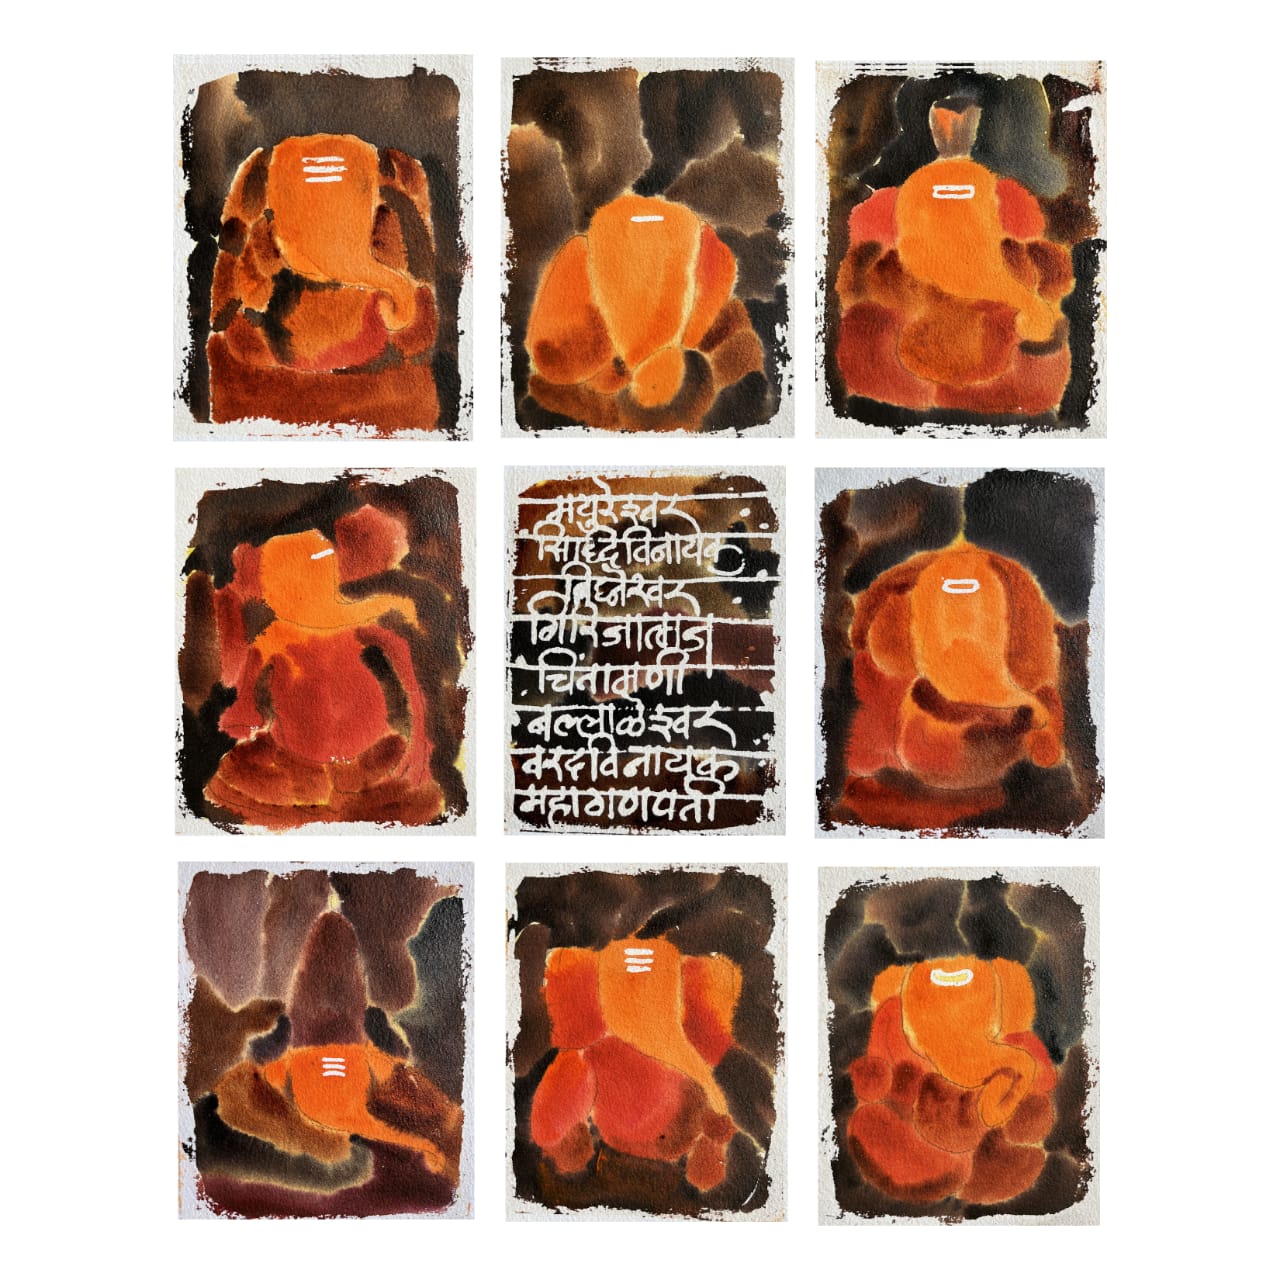 मयुरेश्वर
सिद्धिविनायक
विघ्नेश्वर
गिरिजात्मज
चिंतामणी
बल्लाळेश्वर
वरदविनायक
महागणपती